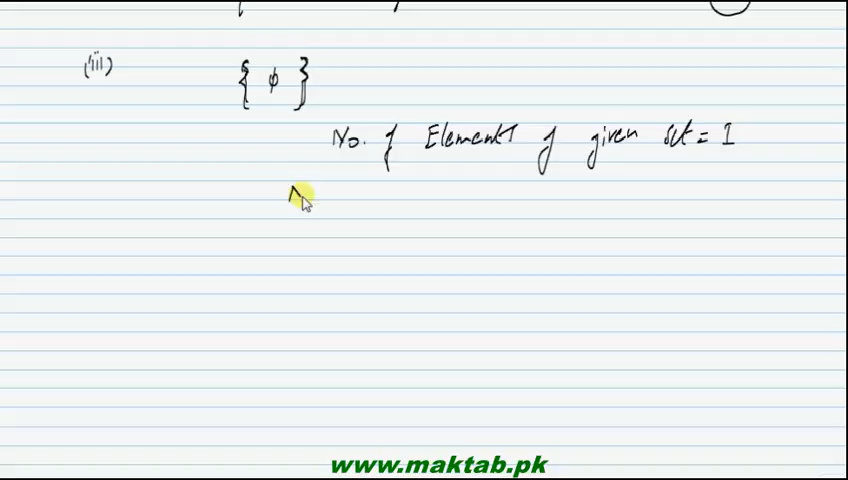 (iii) { φ }
No. of Elements of given set = 1
N
www.maktab.pk